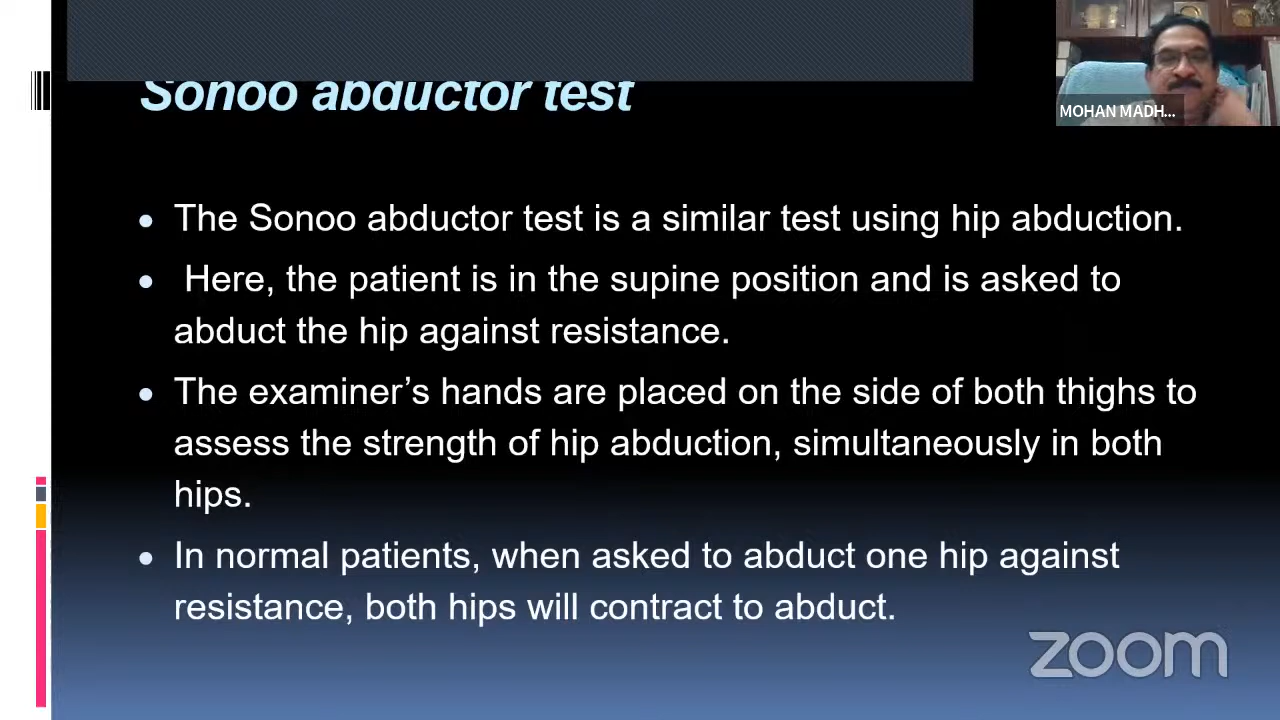 Sonoo abductor test
MOHAN MADH...
• The Sonoo abductor test is a similar test using hip abduction.
• Here, the patient is in the supine position and is asked to
abduct the hip against resistance.
• The examiner’s hands are placed on the side of both thighs to
assess the strength of hip abduction, simultaneously in both
hips.
• In normal patients, when asked to abduct one hip against
resistance, both hips will contract to abduct.
zoom